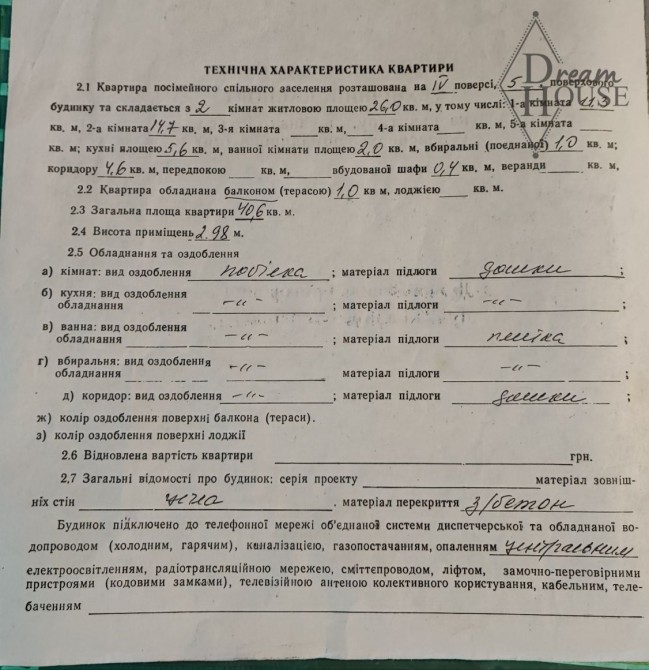 Dream
HOUSE
ТЕХНІЧНА ХАРАКТЕРИСТИКА КВАРТИРИ
2.1 Квартира посімейного спільного заселення розташована на IV поверсі, 5 поверхового
будинку та складається з 2 кімнат житловою площею 26,0 кв. м, у тому числі: 1-а кімната 11,3
кв. м, 2-а кімната 14,7 кв, м, 3-я кімната кв. м, 4-а кімната кв. м, 5-а кімната
кв. м; кухні площею 5,6 кв. м, ванної кімнати площею 2,0 кв. м, вбиральні (поєднаної) 1,0 кв. м;
коридору 4,6 кв. м, передпокою кв. м, вбудованої шафи 0,4 кв. м, веранди кв. м,
2.2 Квартира обладнана балконом (терасою) 1,0 кв м, лоджією кв. м.
2.3 Загальна площа квартири 40,6 кв. м.
2.4 Висота приміщень 2.98 м.
2.5 Обладнання та оздоблення
а) кімнат: вид оздоблення побілка ; матеріал підлоги дошки ;
б) кухня: вид оздоблення
обладнання -"- ; матеріал підлоги -"- ;
в) ванна: вид оздоблення
обладнання -"- ; матеріал підлоги плитка ;
г) вбиральня: вид оздоблення
обладнання -"- матеріал підлоги -"- ;
д) коридор: вид оздоблення -"- ; матеріал підлоги дошки ;
ж) колір оздоблення поверхні балкона (тераси).
з) колір оздоблення поверхні лоджії
2.6 Відновлена вартість квартири грн.
2,7 Загальні відомості про будинок: серія проекту матеріал зовніш-
ніх стін . матеріал перекриття з/бетон
Будинок підключено до телефонної мережі об'єднаної системи диспетчерської та обладнаної во-
допроводом (холодним, гарячим), каналізацією, газопостачанням, опаленням центральним
електроосвітленням, радіотрансляційною мережею, сміттєпроводом, ліфтом, замочно-переговірними
пристроями (кодовими замками), телевізійною антеною колективного користування, кабельним, теле-
баченням